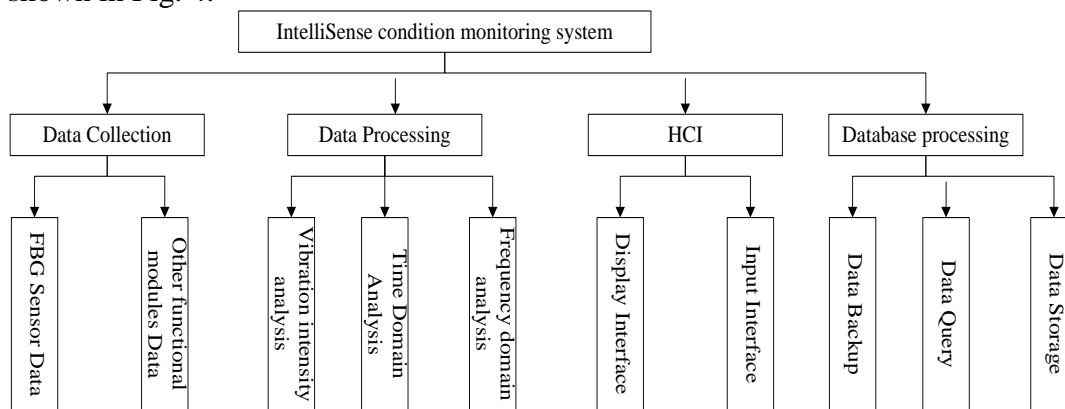 shown in Fig. 4.
IntelliSense condition monitoring system
Data Collection
Data Processing
HCI
Database processing
FBG Sensor Data
Other functional
modules Data
Vibration intensity
analysis
Time Domain
Analysis
Frequency domain
analysis
Display Interface
Input Interface
Data Backup
Data Query
Data Storage